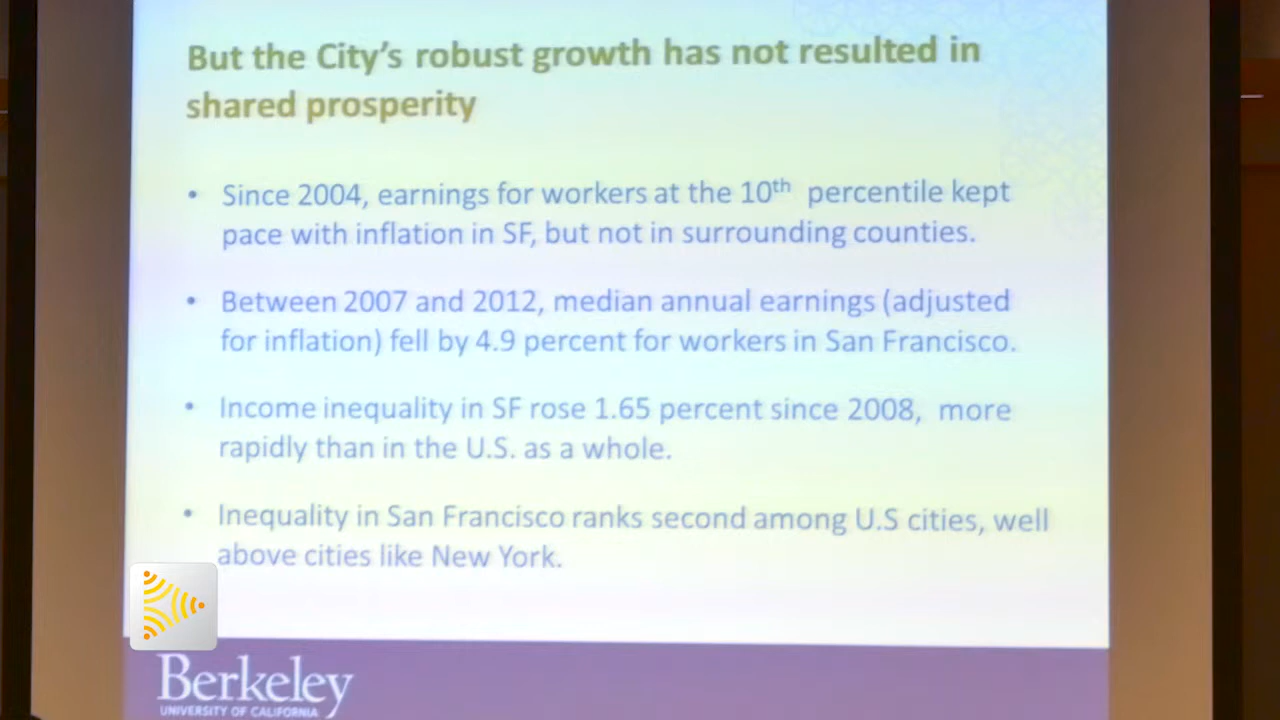 But the City's robust growth has not resulted in
shared prosperity
• Since 2004, earnings for workers at the 10th percentile kept
pace with inflation in SF, but not in surrounding counties.
• Between 2007 and 2012, median annual earnings (adjusted
for inflation) fell by 4.9 percent for workers in San Francisco.
• Income inequality in SF rose 1.65 percent since 2008, more
rapidly than in the U.S. as a whole.
• Inequality in San Francisco ranks second among U.S cities, well
above cities like New York.
Berkeley
UNIVERSITY OF CALIFORNIA